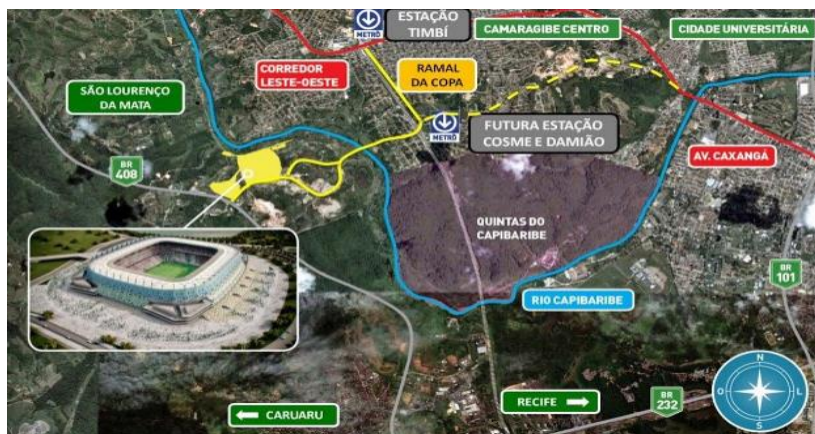 ESTAÇÃO
TIMBÍ
METRÔ
CAMARAGIBE CENTRO
CIDADE UNIVERSITÁRIA
CORREDOR
LESTE-OESTE
RAMAL
DA COPA
SÃO LOURENÇO
DA MATA
METRÔ
FUTURA ESTAÇÃO
COSME E DAMIÃO
AV. CAXANGÁ
BR
408
QUINTAS DO
CAPIBARIBE
BR
101
RIO CAPIBARIBE
N
O
L
S
CARUARU
RECIFE
BR
232